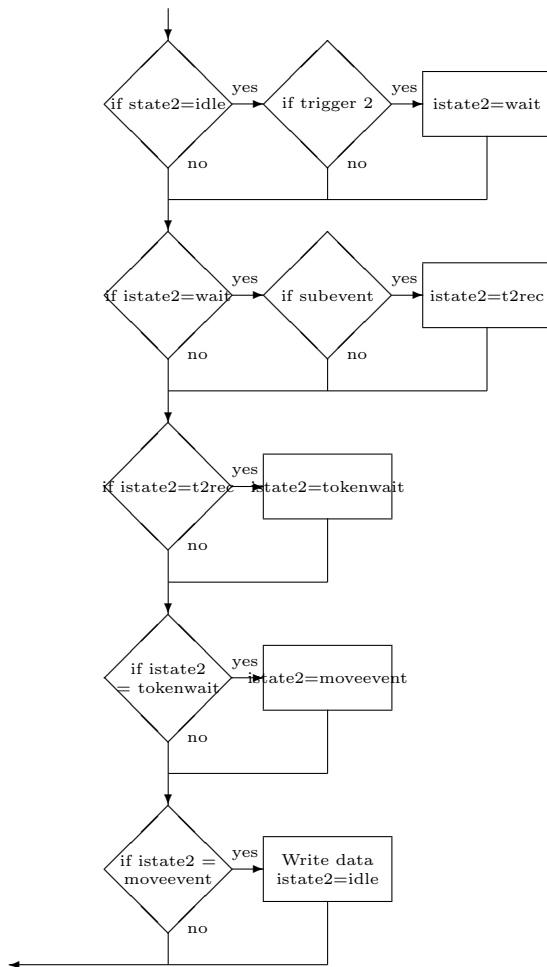 yes
yes
if state2=idle
if trigger 2
istate2=wait
no
no
yes
yes
if istate2=wait
if subevent
istate2=t2rec
no
no
yes
if istate2=t2rec
istate2=tokenwait
no
yes
if istate2
= tokenwait
istate2=moveevent
no
yes
if istate2 =
moveevent
Write data
istate2=idle
no